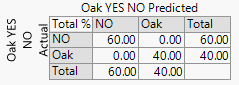 Oak YES NO Predicted
Oak YES
NO
Actual
Total % NO Oak Total
NO 60.00 0.00 60.00
Oak 0.00 40.00 40.00
Total 60.00 40.00